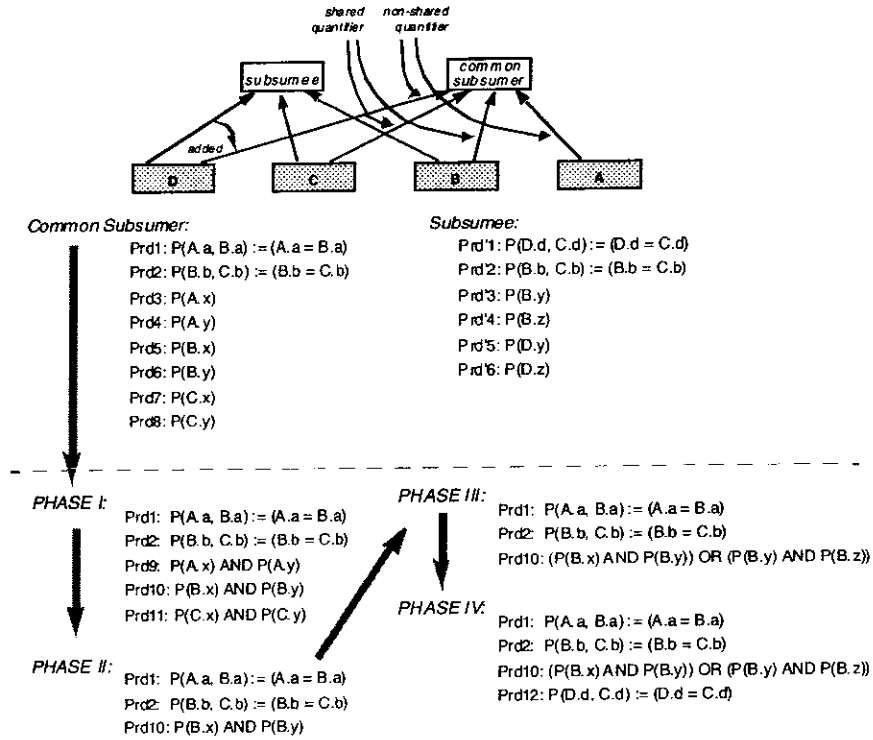 shared
quantifier
non-shared
quantifier
subsumee
common
subsumer
added
D
C
B
A
Common Subsumer:
Prd1: P(A.a, B.a) := (A.a = B.a)
Prd2: P(B.b, C.b) := (B.b = C.b)
Prd3: P(A.x)
Prd4: P(A.y)
Prd5: P(B.x)
Prd6: P(B.y)
Prd7: P(C.x)
Prd8: P(C.y)
Subsumee:
Prd'1: P(D.d, C.d) := (D.d = C.d)
Prd'2: P(B.b, C.b) := (B.b = C.b)
Prd'3: P(B.y)
Prd'4: P(B.z)
Prd'5: P(D.y)
Prd'6: P(D.z)
PHASE I:
Prd1: P(A.a, B.a) := (A.a = B.a)
Prd2: P(B.b, C.b) := (B.b = C.b)
Prd9: P(A.x) AND P(A.y)
Prd10: P(B.x) AND P(B.y)
Prd11: P(C.x) AND P(C.y)
PHASE II:
Prd1: P(A.a, B.a) := (A.a = B.a)
Prd2: P(B.b, C.b) := (B.b = C.b)
Prd10: P(B.x) AND P(B.y)
PHASE III:
Prd1: P(A.a, B.a) := (A.a = B.a)
Prd2: P(B.b, C.b) := (B.b = C.b)
Prd10: (P(B.x) AND P(B.y)) OR (P(B.y) AND P(B.z))
PHASE IV:
Prd1: P(A.a, B.a) := (A.a = B.a)
Prd2: P(B.b, C.b) := (B.b = C.b)
Prd10: (P(B.x) AND P(B.y)) OR (P(B.y) AND P(B.z))
Prd12: P(D.d, C.d) := (D.d = C.d)